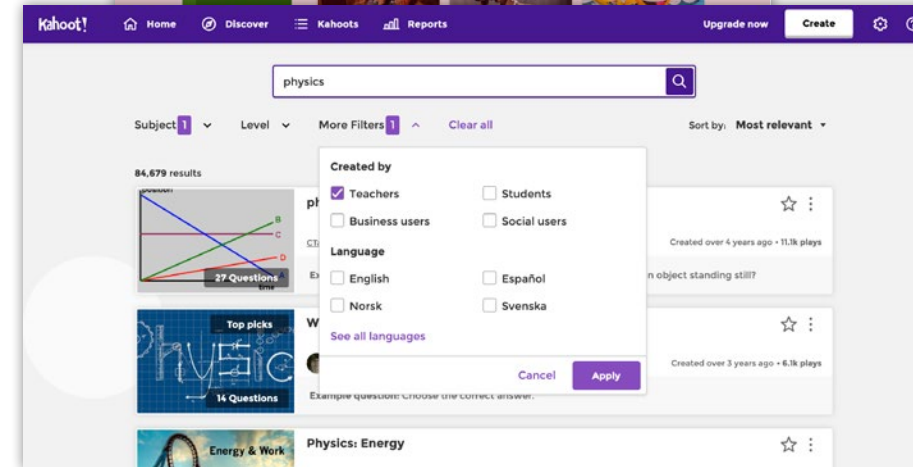 Kahoot! Home Discover Kahoots Reports Upgrade now Create
physics
Subject 1 Level More Filters 1 Clear all Sort by: Most relevant
84,679 results
Created by
Teachers Students
Business users Social users
Language
English Español
Norsk Svenska
See all languages
Cancel Apply
position
B
C
D
A
time
27 Questions
ph
Created over 4 years ago • 11.1k plays
n object standing still?
Top picks
14 Questions
W
Created over 3 years ago • 6.1k plays
Example question: Choose the correct answer.
Energy & Work
Physics: Energy